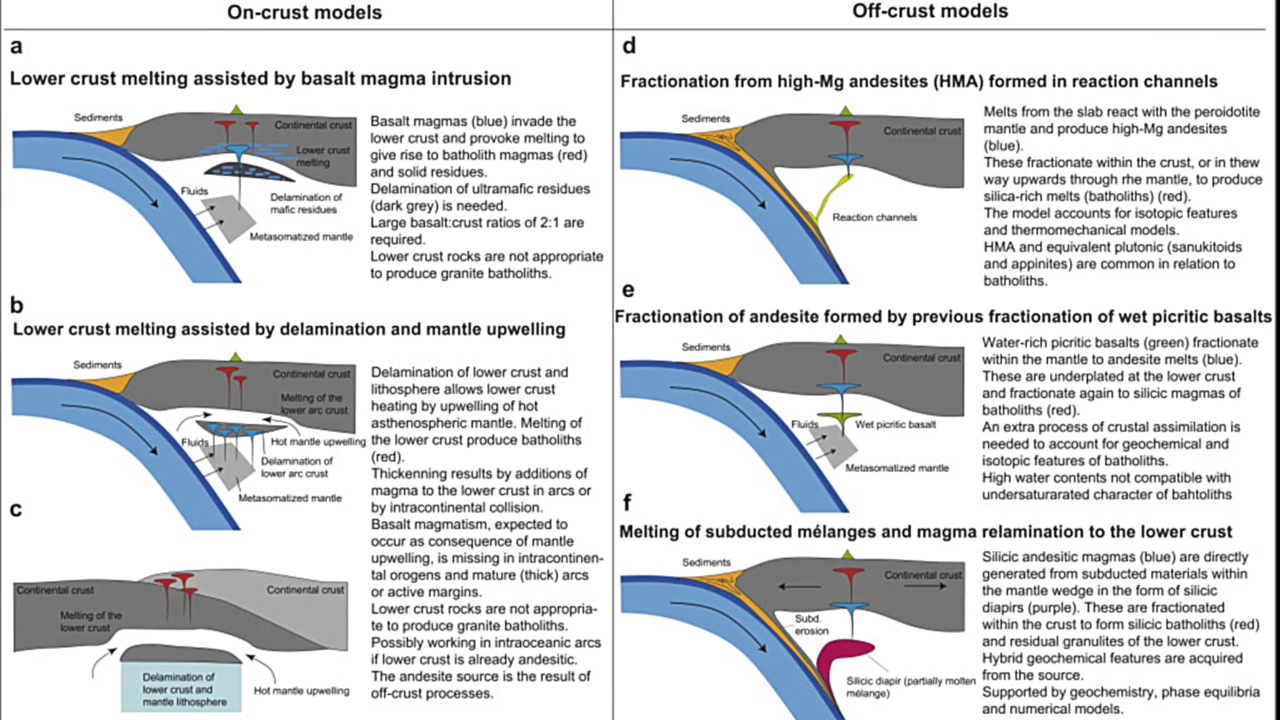 On-crust models
a
Lower crust melting assisted by basalt magma intrusion
Sediments
Continental crust
Lower crust
melting
Fluids
Delamination of
mafic residues
Metasomatized mantle
Basalt magmas (blue) invade the
lower crust and provoke melting to
give rise to batholith magmas (red)
and solid residues.
Delamination of ultramafic residues
(dark grey) is needed.
Large basalt:crust ratios of 2:1 are
required.
Lower crust rocks are not appropriate
to produce granite batholiths.
b
Lower crust melting assisted by delamination and mantle upwelling
Sediments
Continental crust
Melting of the
lower arc crust
Fluids
Hot mantle upwelling
Delamination of
lower arc crust
Metasomatized mantle
c
Continental crust
Continental crust
Melting of the
lower crust
Delamination of
lower crust and
mantle lithosphere
Hot mantle upwelling
Delamination of lower crust and
lithosphere allows lower crust
heating by upwelling of hot
asthenospheric mantle. Melting of
the lower crust produce batholiths
(red).
Thickenning results by additions of
magma to the lower crust in arcs or
by intracontinental collision.
Basalt magmatism, expected to
occur as consequence of mantle
upwelling, is missing in intracontinen-
tal orogens and mature (thick) arcs
or active margins.
Lower crust rocks are not appropria-
te to produce granite batholiths.
Possibly working in intraoceanic arcs
if lower crust is already andesitic.
The andesite source is the result of
off-crust processes.
Off-crust models
d
Fractionation from high-Mg andesites (HMA) formed in reaction channels
Sediments
Continental crust
Reaction channels
Melts from the slab react with the peridotite
mantle and produce high-Mg andesites
(blue).
These fractionate within the crust, or in thew
way upwards through rhe mantle, to produce
silica-rich melts (batholiths) (red).
The model accounts for isotopic features
and thermomechanical models.
HMA and equivalent plutonic (sanukitoids
and appinites) are common in relation to
batholiths.
e
Fractionation of andesite formed by previous fractionation of wet picritic basalts
Sediments
Continental crust
Fluids
Wet picritic basalt
Metasomatized mantle
Water-rich picritic basalts (green) fractionate
within the mantle to andesite melts (blue).
These are underplated at the lower crust
and fractionate again to silicic magmas of
batholiths (red).
An extra process of crustal assimilation is
needed to account for geochemical and
isotopic features of batholiths.
High water contents not compatible with
undersaturarated character of bahtoliths
f
Melting of subducted mélanges and magma relamination to the lower crust
Sediments
Continental crust
Subd.
erosion
Silicic diapir (partially molten
mélange)
Silicic andesitic magmas (blue) are directly
generated from subducted materials within
the mantle wedge in the form of silicic
diapirs (purple). These are fractionated
within the crust to form silicic batholiths (red)
and residual granulites of the lower crust.
Hybrid geochemical features are acquired
from the source.
Supported by geochemistry, phase equilibria
and numerical models.